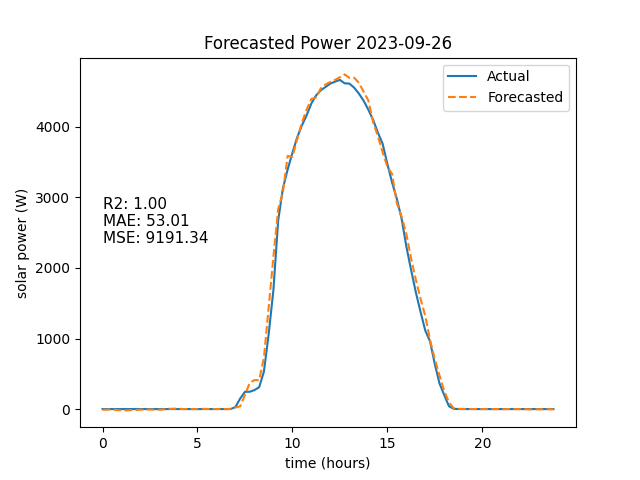 Forecasted Power 2023-09-26
Actual
Forecasted
R2: 1.00
MAE: 53.01
MSE: 9191.34
solar power (W)
4000
3000
2000
1000
0
0 5 10 15 20
time (hours)